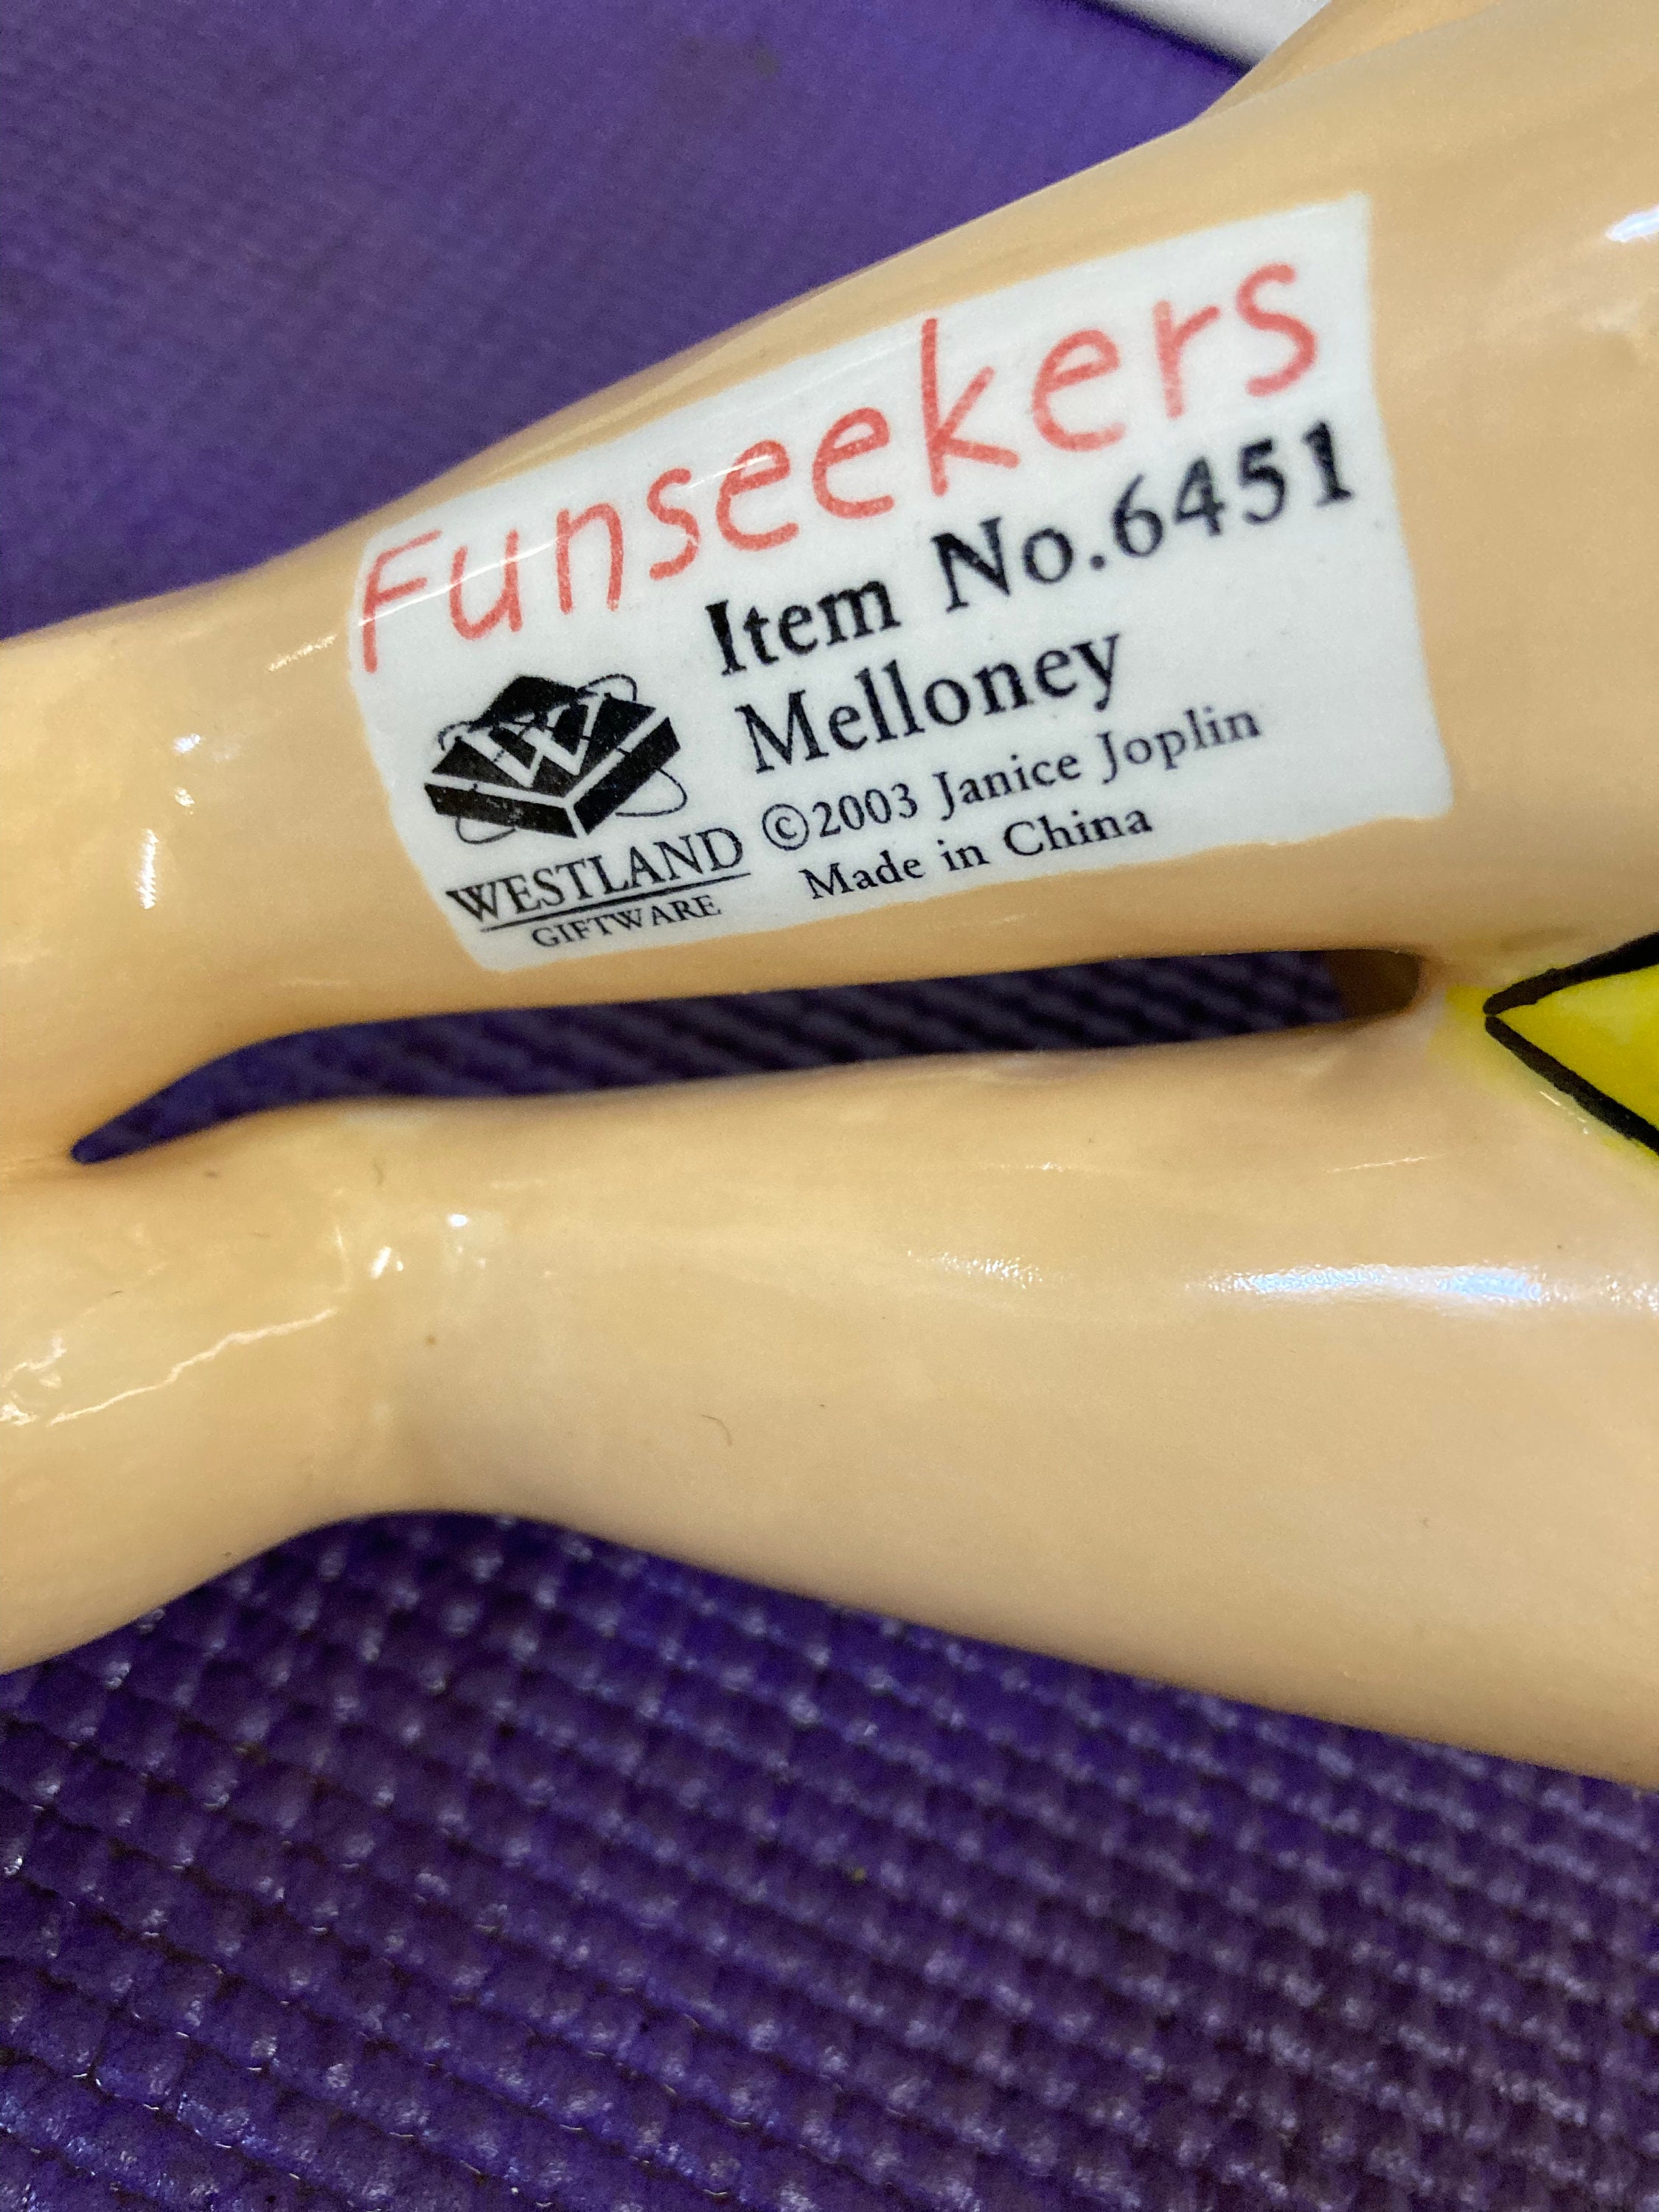 Funseekers
Item No.6451
Melloney
©2003 Janice Joplin
Made in China
W
WESTLAND
GIFTWARE